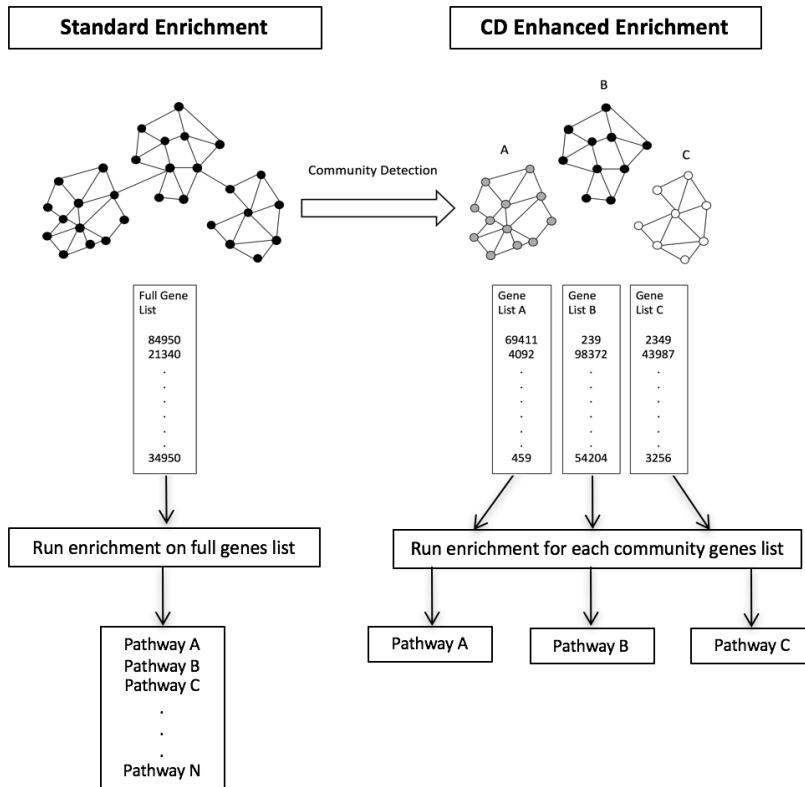 Standard Enrichment
CD Enhanced Enrichment
B
A
C
Community Detection
Full Gene
List
84950
21340
.
.
.
.
.
34950
Gene
List A
69411
4092
.
.
.
.
.
459
Gene
List B
239
98372
.
.
.
.
.
54204
Gene
List C
2349
43987
.
.
.
.
.
3256
Run enrichment on full genes list
Run enrichment for each community genes list
Pathway A
Pathway B
Pathway C
.
.
.
Pathway N
Pathway A
Pathway B
Pathway C